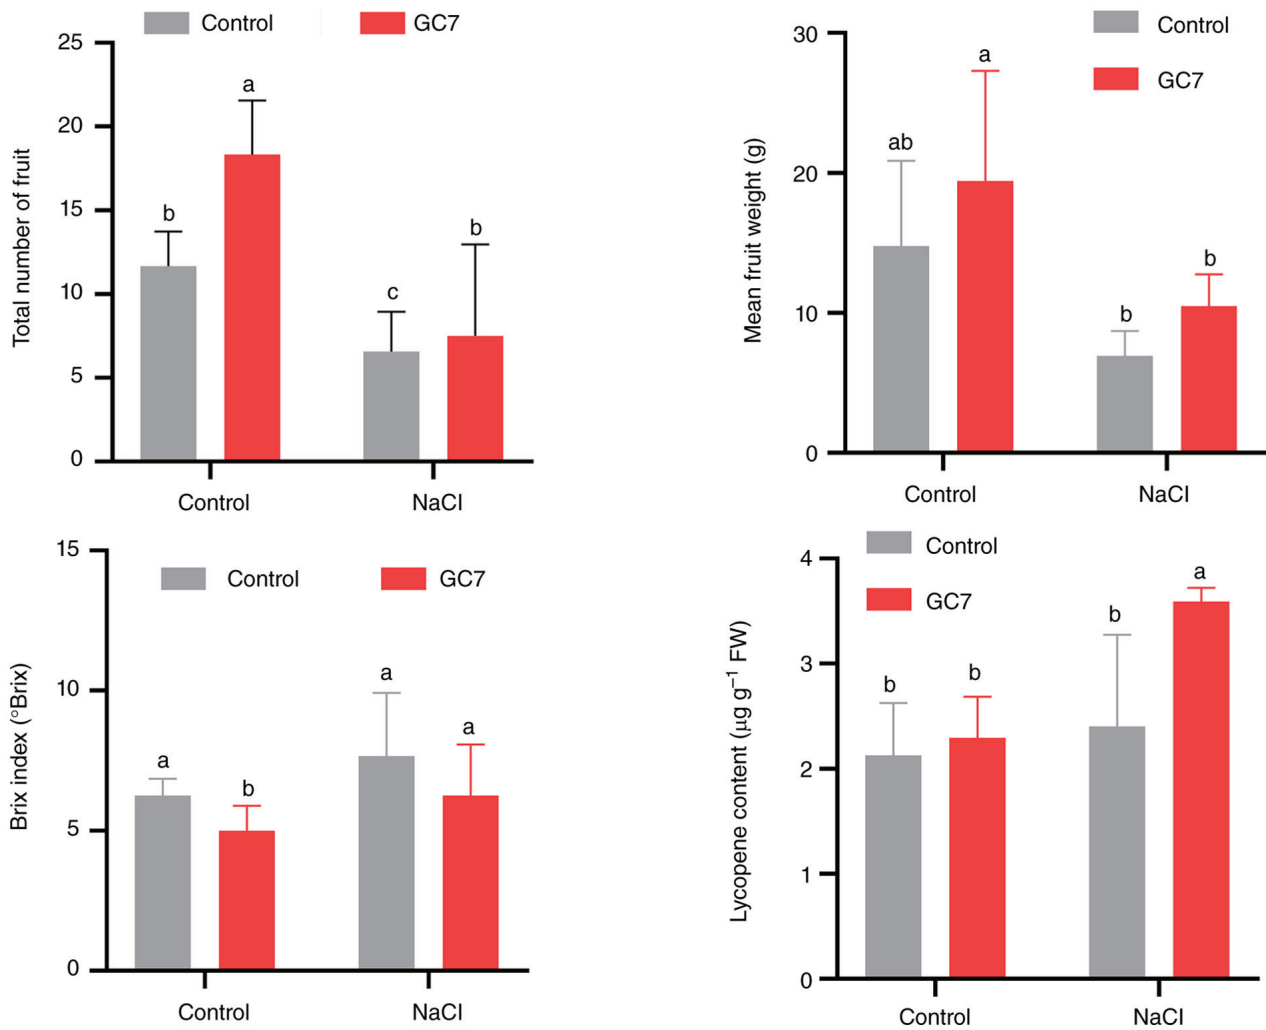 Control GC7
Total number of fruit
25
20
15
10
5
0
b
a
c
b
Control NaCl
Control
GC7
Mean fruit weight (g)
30
20
10
0
ab
a
b
b
Control NaCl
Control GC7
Brix index (°Brix)
15
10
5
0
a
b
a
a
Control NaCl
Control
GC7
Lycopene content (µg g⁻¹ FW)
4
3
2
1
0
b
b
b
a
Control NaCl